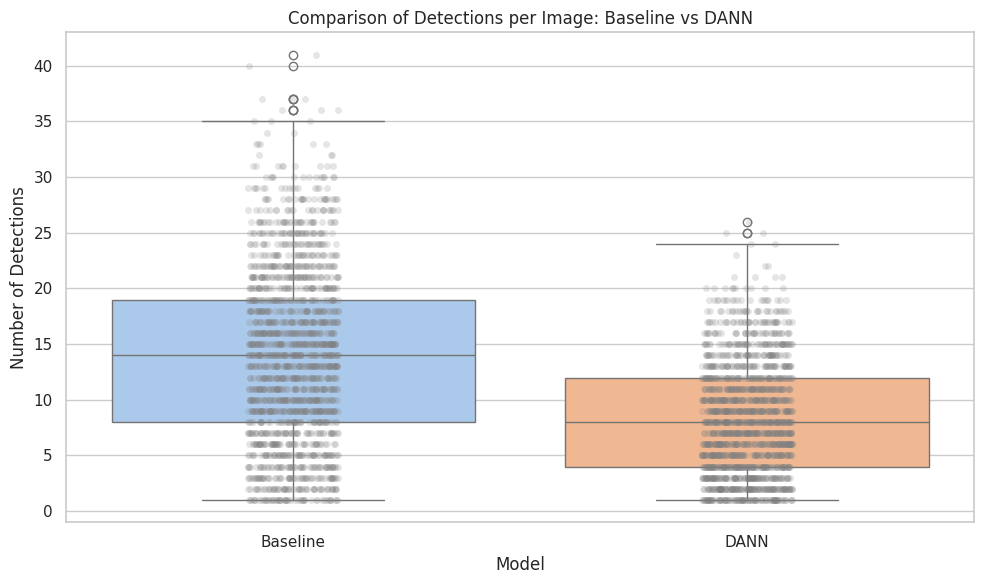 Comparison of Detections per Image: Baseline vs DANN
Number of Detections
40
35
30
25
20
15
10
5
0
Baseline
DANN
Model